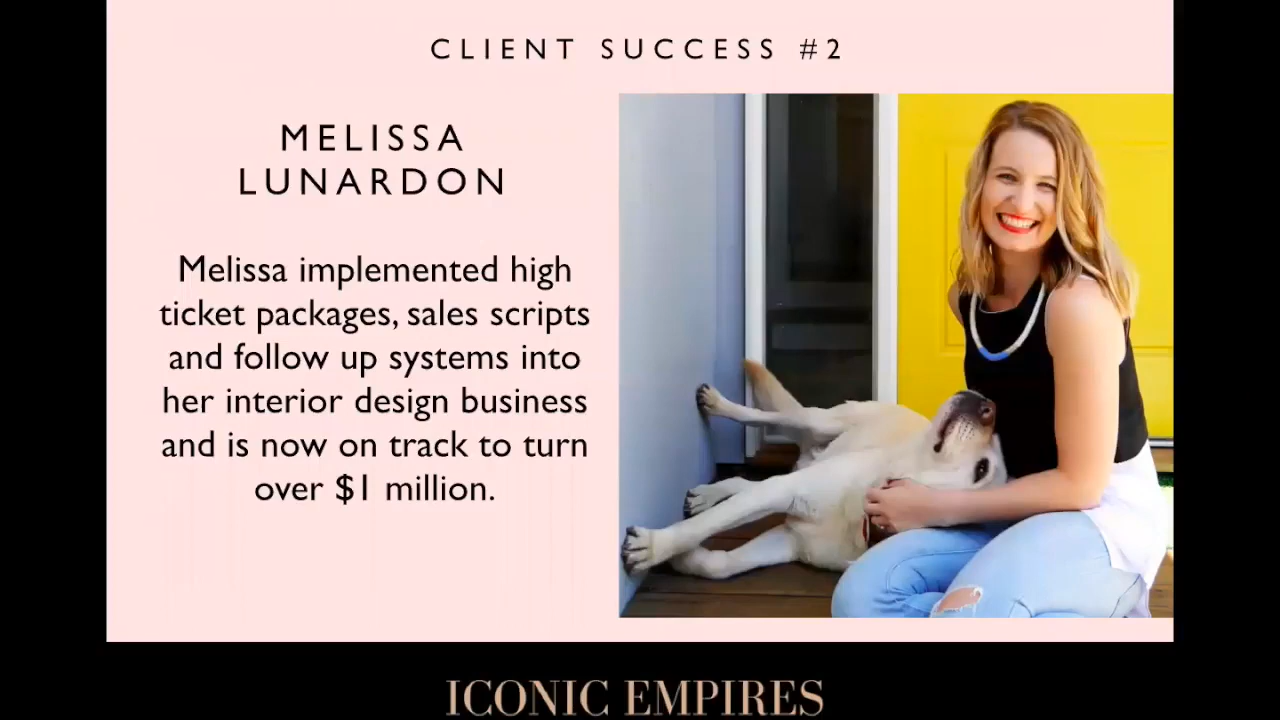 CLIENT SUCCESS #2
MELISSA
LUNARDON
Melissa implemented high
ticket packages, sales scripts
and follow up systems into
her interior design business
and is now on track to turn
over $1 million.
ICONIC EMPIRES